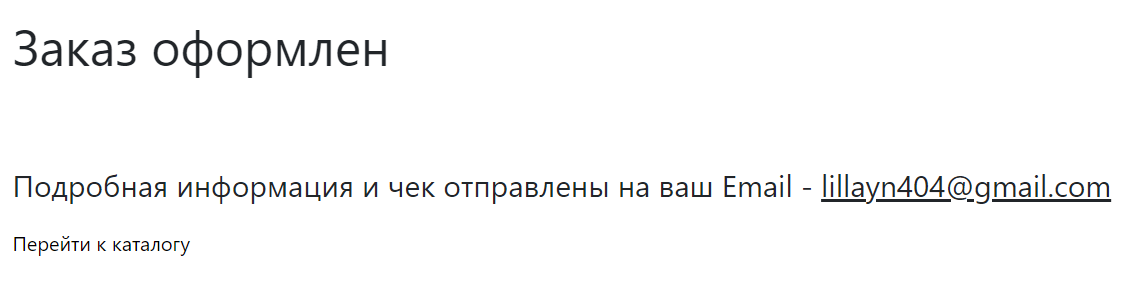 Заказ оформлен
Подробная информация и чек отправлены на ваш Email - lillayn404@gmail.com
Перейти к каталогу